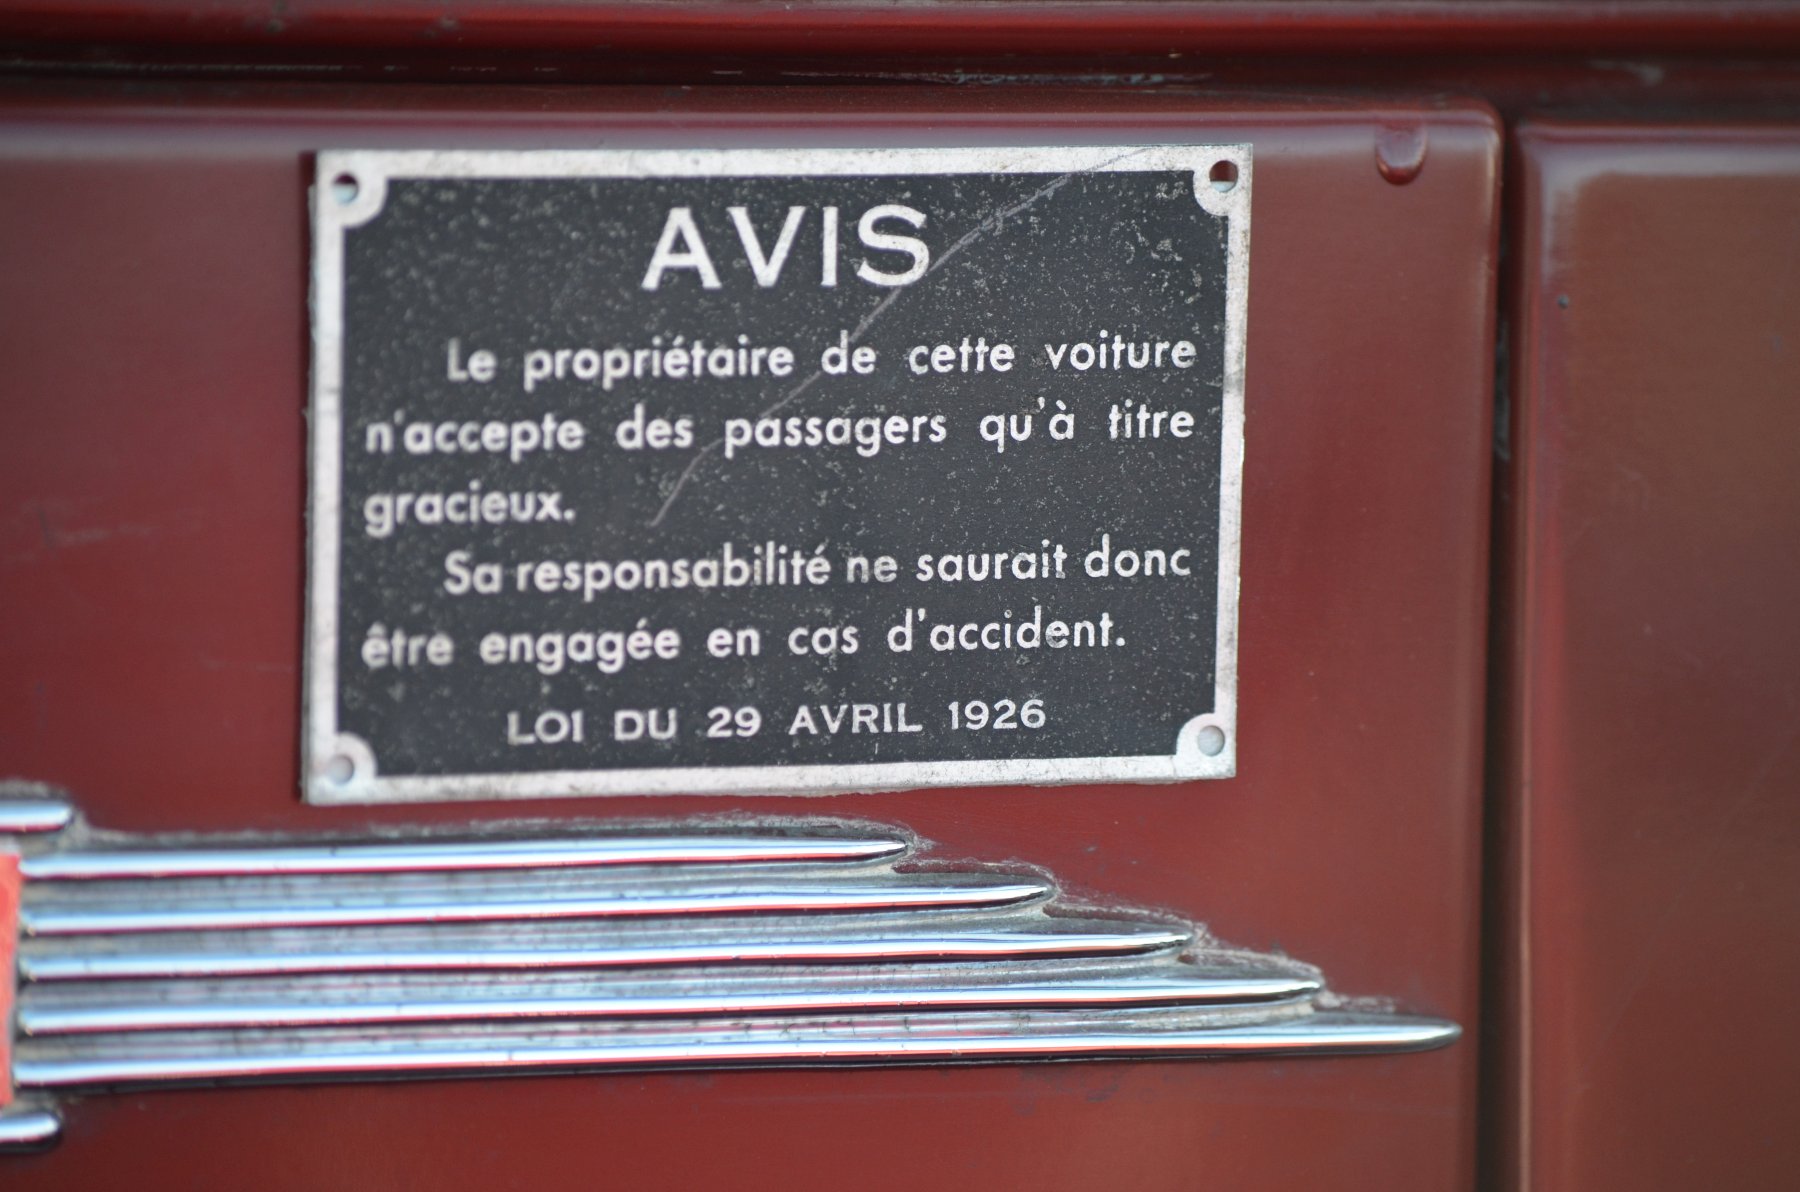 AVIS
Le propriétaire de cette voiture
n'accepte des passagers qu'à titre
gracieux.
Sa responsabilité ne saurait donc
être engagée en cas d'accident.
LOI DU 29 AVRIL 1926